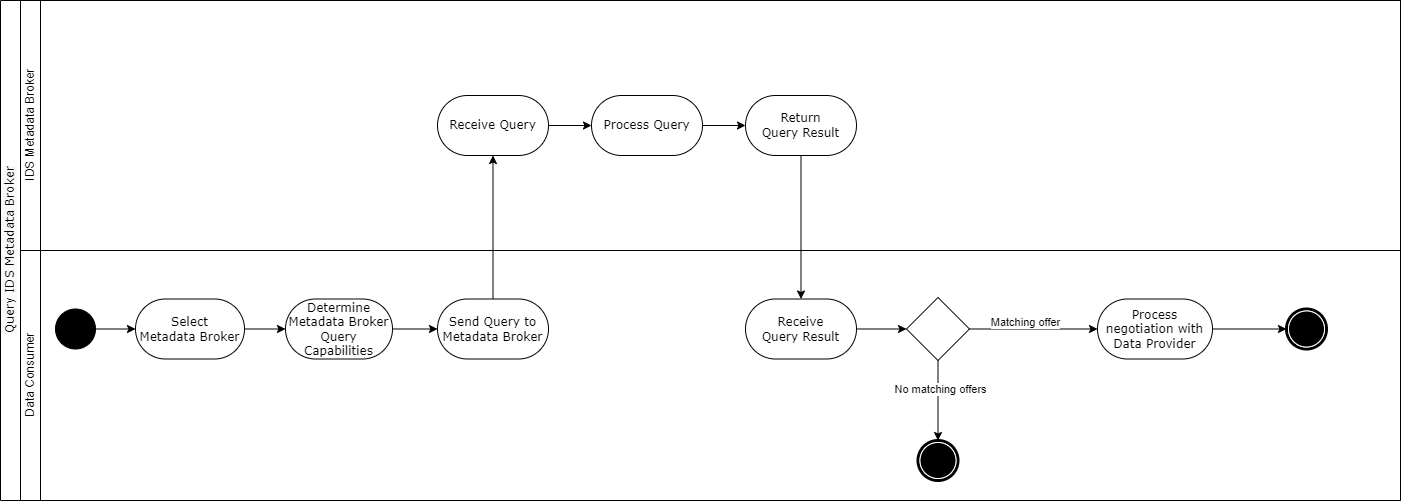 Query IDS Metadata Broker
IDS Metadata Broker
Receive Query
Process Query
Return
Query Result
Data Consumer
Select
Metadata Broker
Determine
Metadata Broker
Query
Capabilities
Send Query to
Metadata Broker
Receive
Query Result
Matching offer
No matching offers
Process
negotiation with
Data Provider